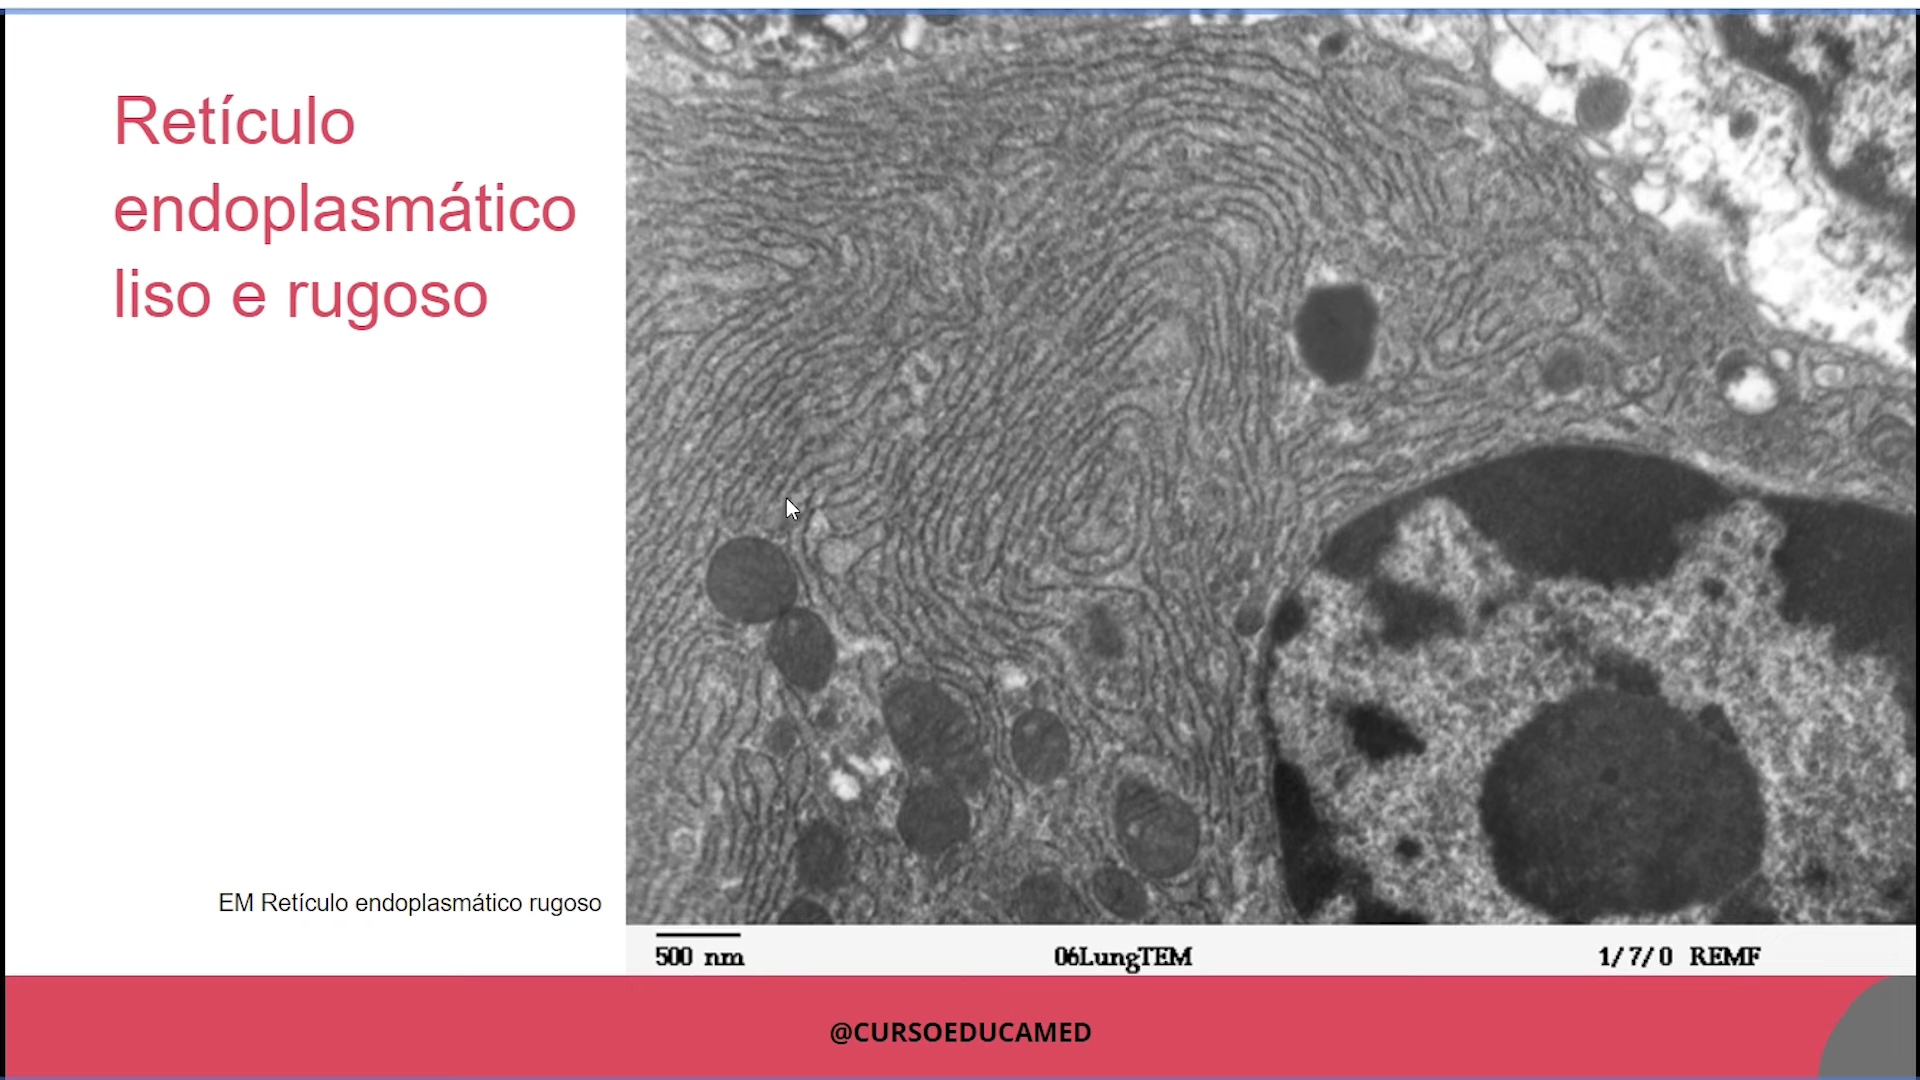 Retículo
endoplasmático
liso e rugoso
EM Retículo endoplasmático rugoso
500 nm
06LungTEM
1/7/0 REMF
@CURSOEDUCAMED